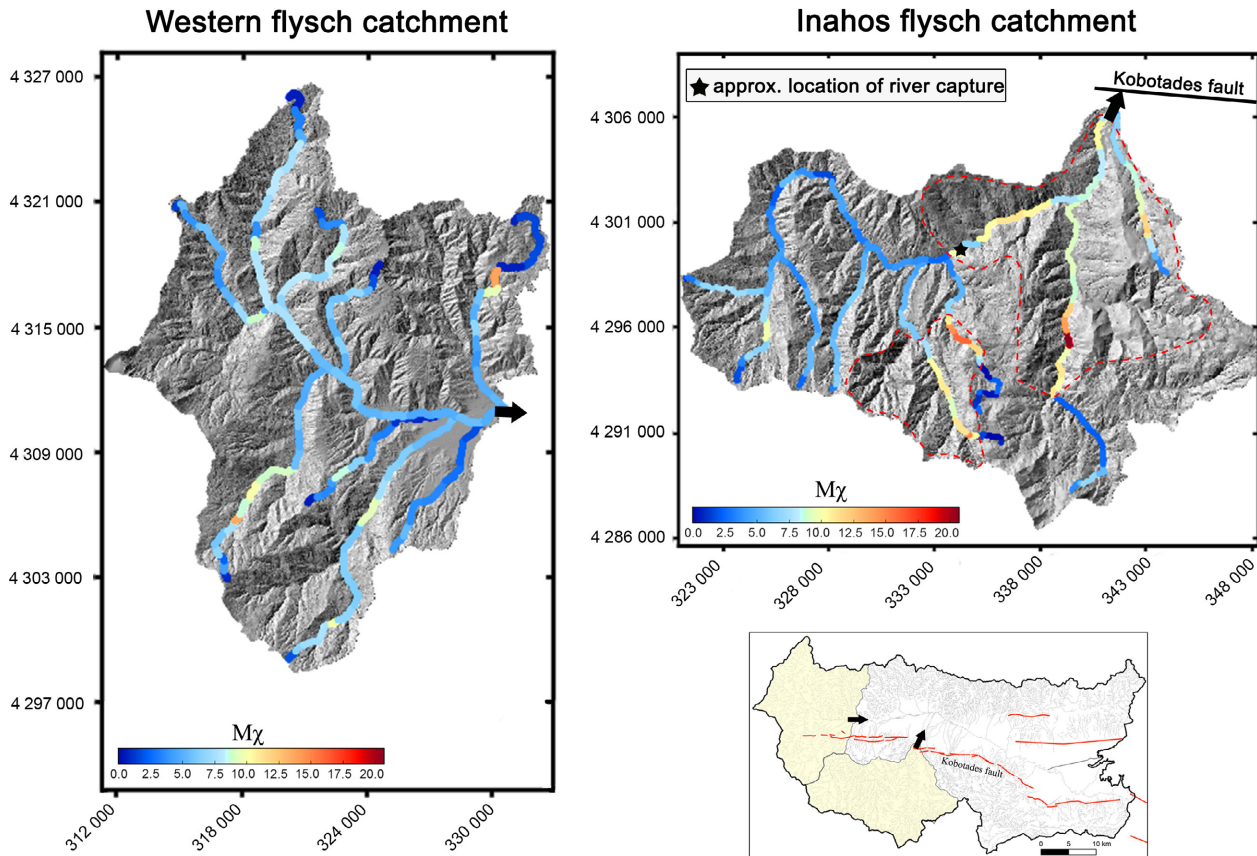 Western flysch catchment
4 327 000
4 321 000
4 315 000
4 309 000
4 303 000
4 297 000
Mχ
0.0 2.5 5.0 7.5 10.0 12.5 15.0 17.5 20.0
312 000 318 000 324 000 330 000
Inahos flysch catchment
approx. location of river capture
Kobotades fault
4 306 000
4 301 000
4 296 000
4 291 000
4 286 000
Mχ
0.0 2.5 5.0 7.5 10.0 12.5 15.0 17.5 20.0
323 000 328 000 333 000 338 000 343 000 348 000
Kobotades fault
0 5 10 km